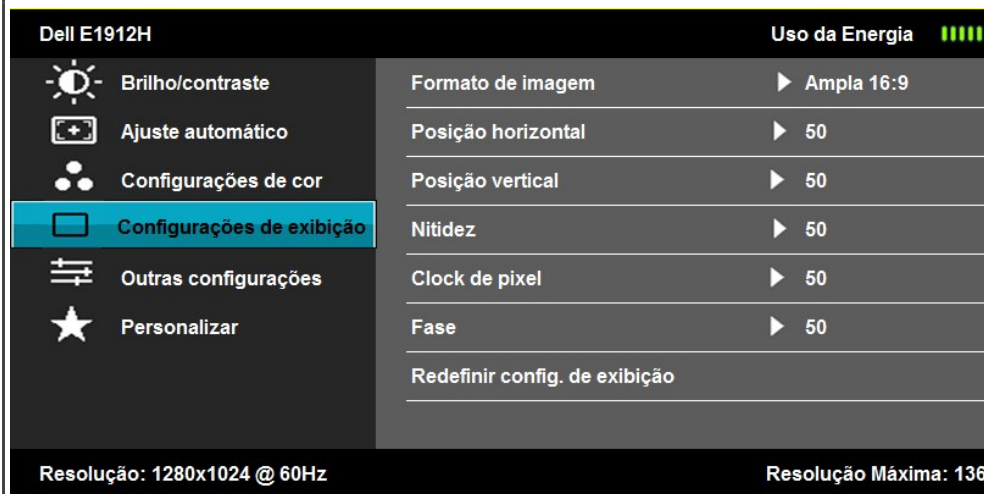 Dell E1912H Uso da Energia
Brilho/contraste Formato de imagem Ampla 16:9
Ajuste automático Posição horizontal 50
Configurações de cor Posição vertical 50
Configurações de exibição Nitidez 50
Outras configurações Clock de pixel 50
Personalizar Fase 50
Redefinir config. de exibição
Resolução: 1280x1024 @ 60Hz Resolução Máxima: 136